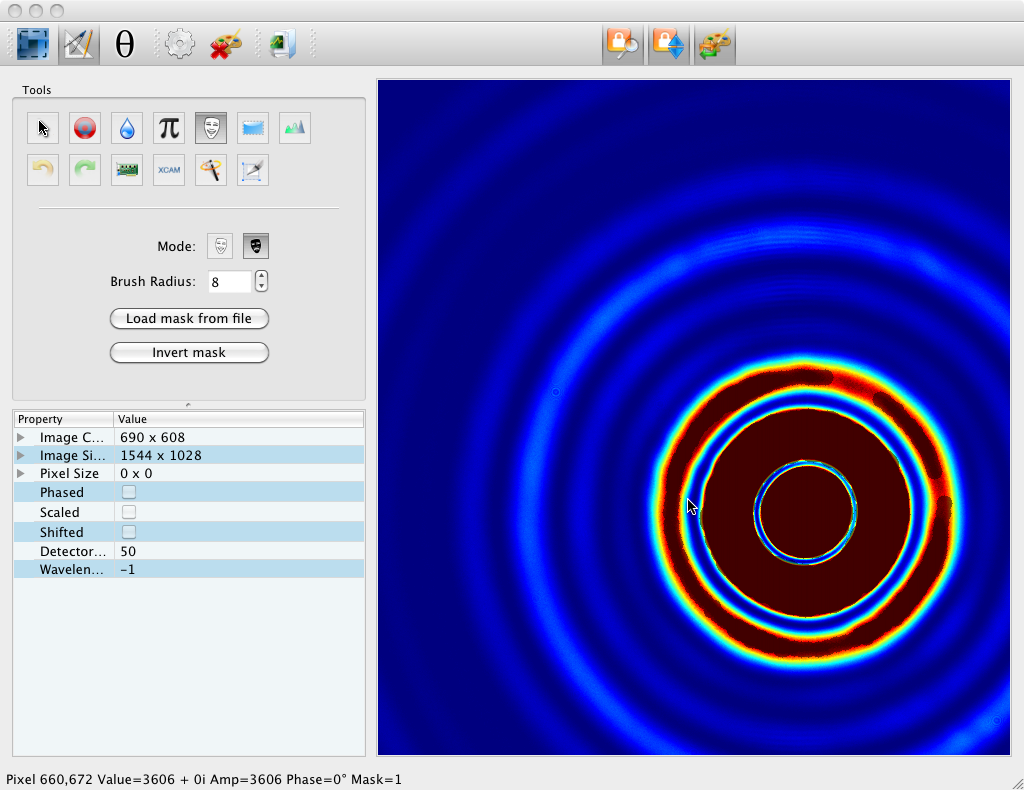 θ
Tools
π
XCAM
Mode:
Brush Radius: 8
Load mask from file
Invert mask
Property Value
Image C... 690 x 608
Image Si... 1544 x 1028
Pixel Size 0 x 0
Phased
Scaled
Shifted
Detector... 50
Wavelen... -1
Pixel 660,672 Value=3606 + 0i Amp=3606 Phase=0° Mask=1